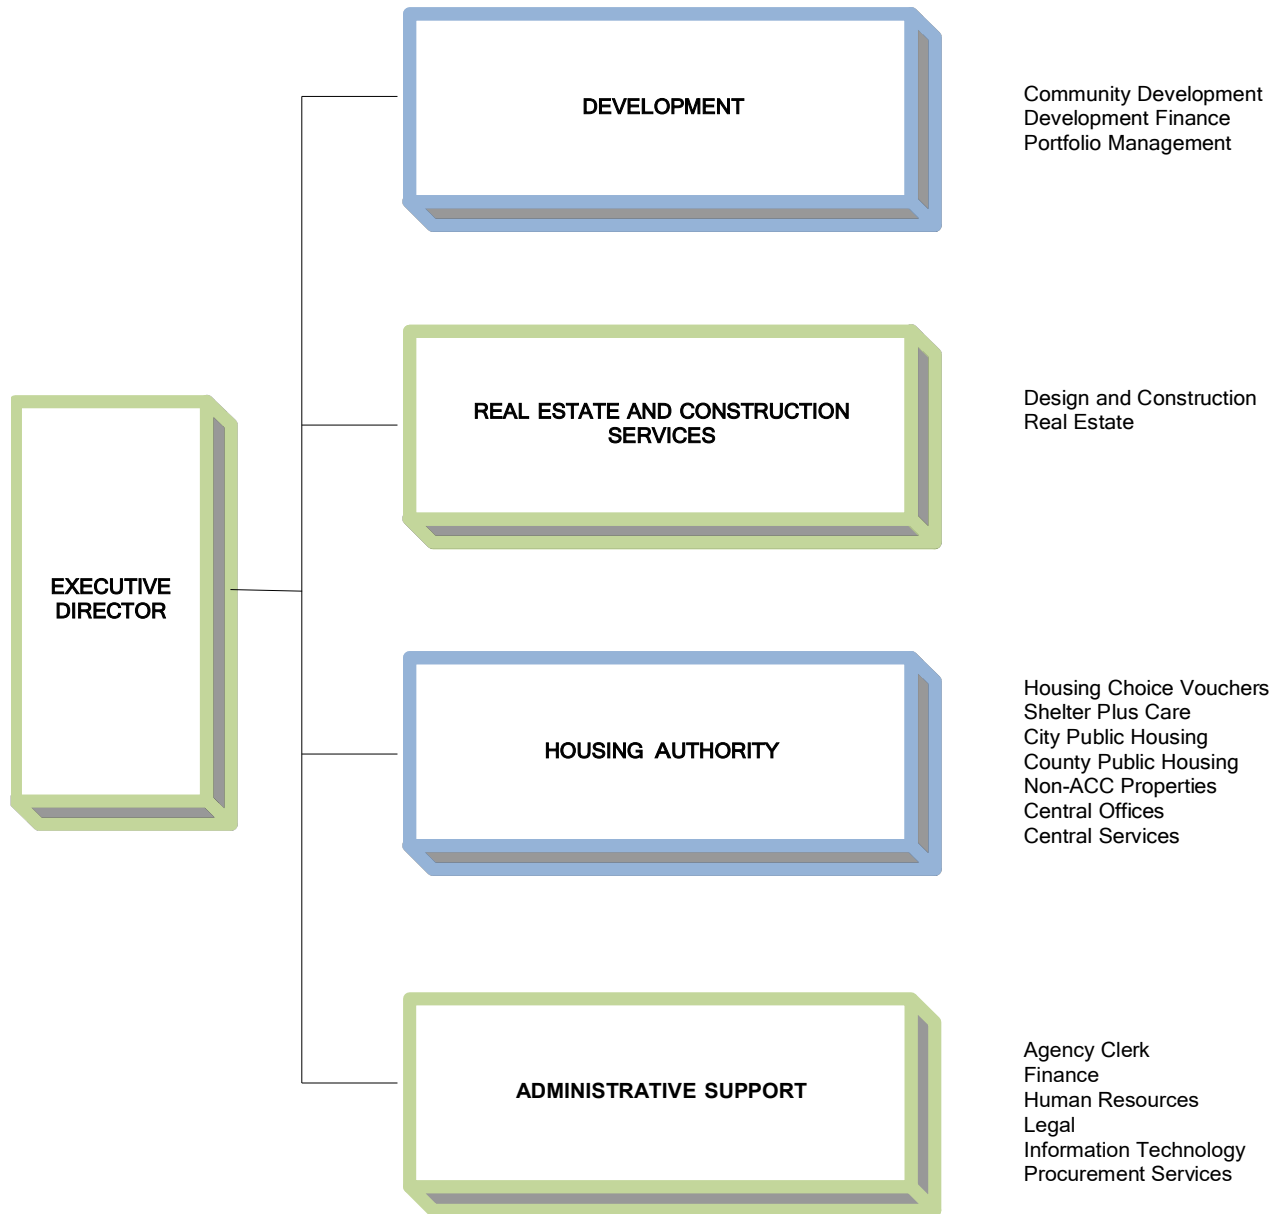 DEVELOPMENT
Community Development
Development Finance
Portfolio Management
REAL ESTATE AND CONSTRUCTION
SERVICES
Design and Construction
Real Estate
EXECUTIVE
DIRECTOR
HOUSING AUTHORITY
Housing Choice Vouchers
Shelter Plus Care
City Public Housing
County Public Housing
Non-ACC Properties
Central Offices
Central Services
ADMINISTRATIVE SUPPORT
Agency Clerk
Finance
Human Resources
Legal
Information Technology
Procurement Services